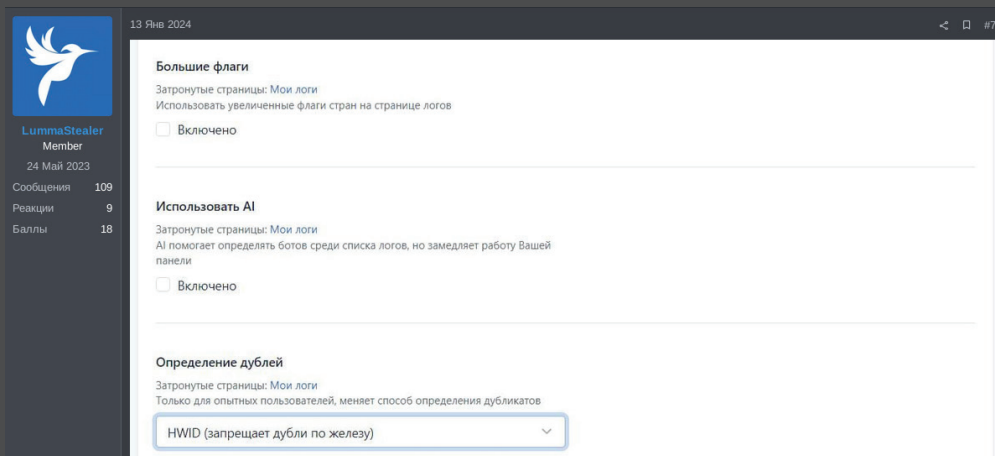 13 Янв 2024
#7
LummaStealer
Member
24 Май 2023
Сообщения 109
Реакции 9
Баллы 18
Большие флаги
Затронутые страницы: Мои логи
Использовать увеличенные флаги стран на странице логов
Включено
Использовать AI
Затронутые страницы: Мои логи
AI помогает определять ботов среди списка логов, но замедляет работу Вашей
панели
Включено
Определение дублей
Затронутые страницы: Мои логи
Только для опытных пользователей, меняет способ определения дубликатов
HWID (запрещает дубли по железу)